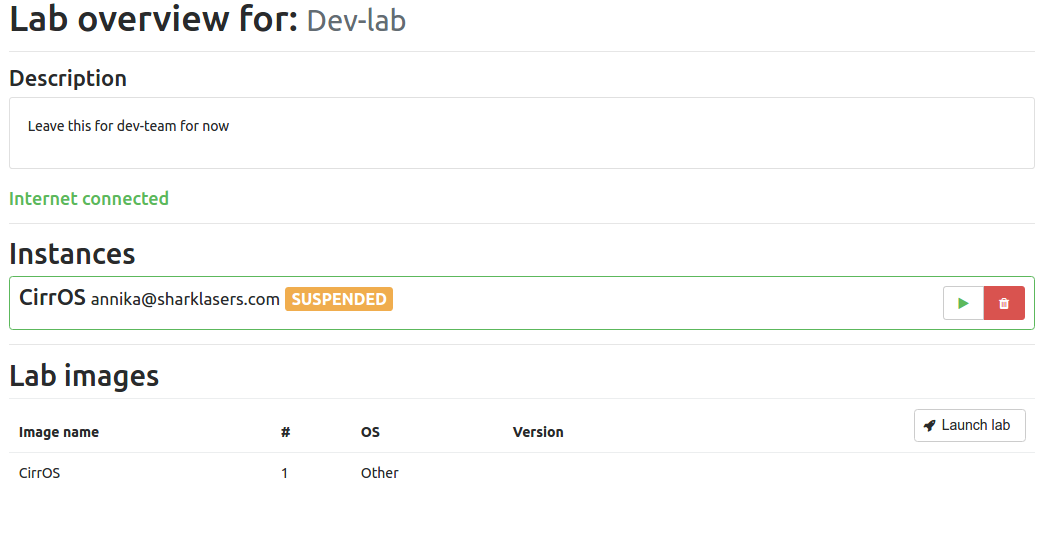 Lab overview for: Dev-lab
Description
Leave this for dev-team for now
Internet connected
Instances
CirrOS annika@sharklasers.com SUSPENDED
Lab images
Image name # OS Version Launch lab
CirrOS 1 Other